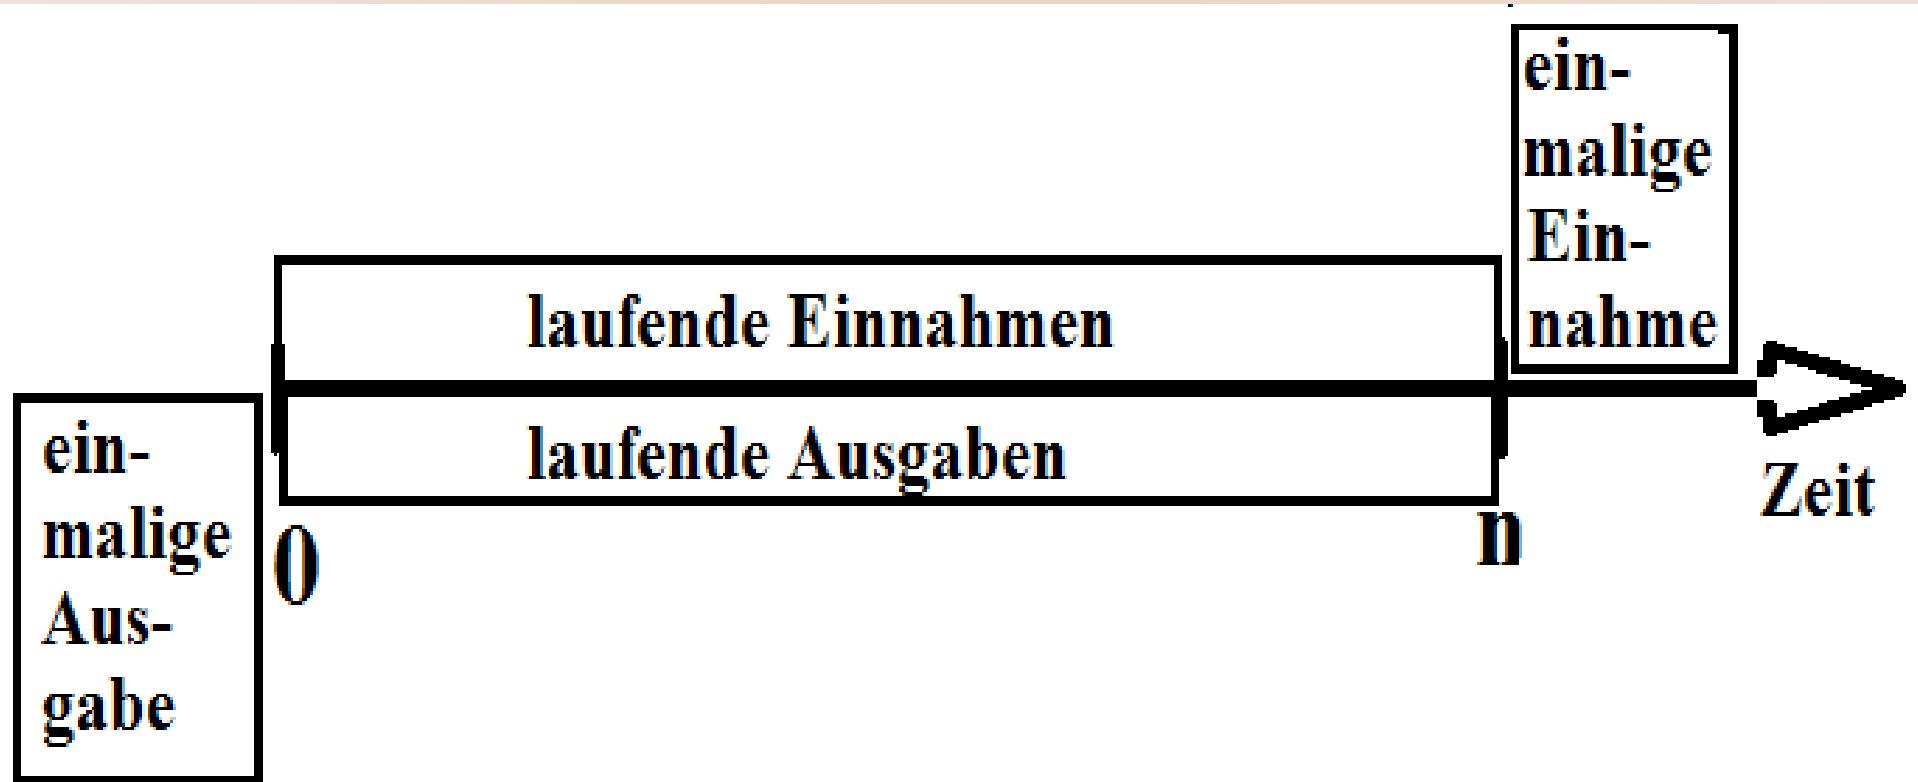 ein-
malige
Ein-
nahme
laufende Einnahmen
laufende Ausgaben
ein-
malige
Aus-
gabe
0
n
Zeit